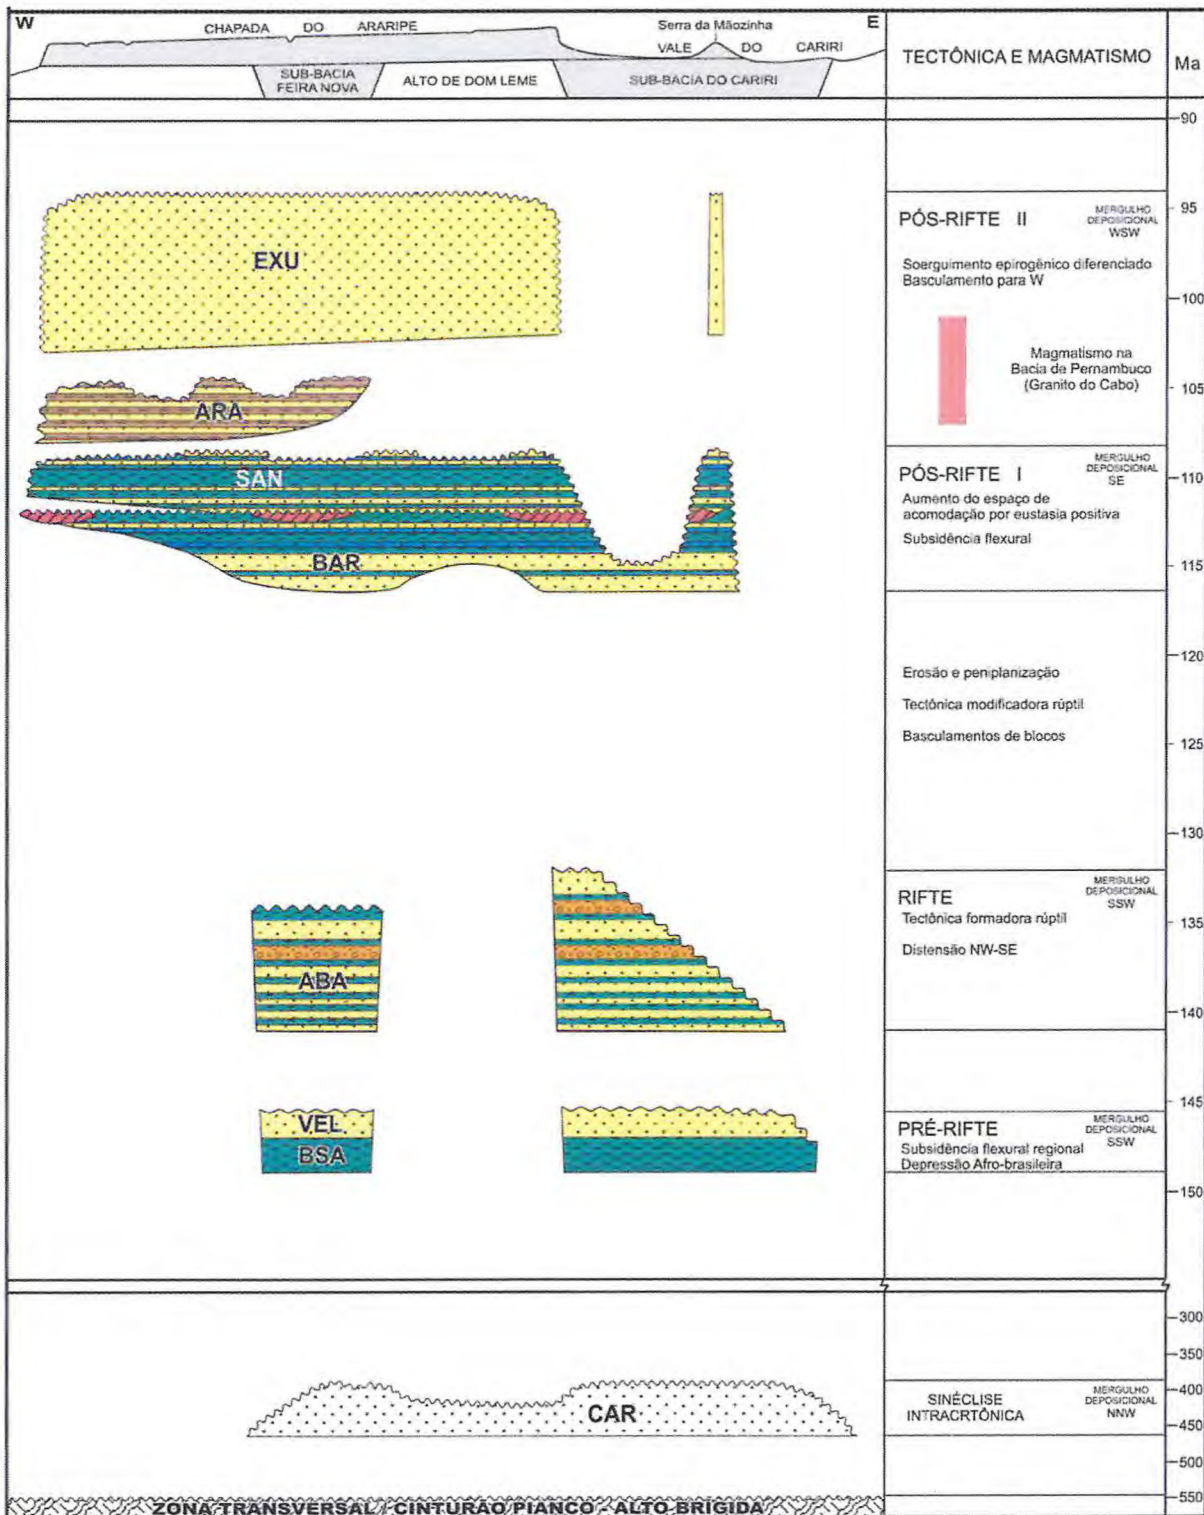 W
E
CHAPADA DO ARARIPE
Serra da Mãozinha
VALE DO CARIRI
SUB-BACIA
FEIRA NOVA
ALTO DE DOM LEME
SUB-BACIA DO CARIRI
TECTÔNICA E MAGMATISMO
Ma
90
95
PÓS-RIFTE II
MERGULHO
DEPOSICIONAL
WSW
EXU
Soerguimento epirogênico diferenciado
Basculamento para W
100
Magmatismo na
Bacia de Pernambuco
(Granito do Cabo)
105
ARA
PÓS-RIFTE I
MERGULHO
DEPOSICIONAL
SE
110
SAN
Aumento do espaço de
acomodação por eustasia positiva
Subsidência flexural
BAR
115
120
Erosão e peniplanização
Tectônica modificadora rúptil
Basculamentos de blocos
125
130
RIFTE
MERGULHO
DEPOSICIONAL
SSW
Tectônica formadora rúptil
135
Distensão NW-SE
ABA
140
145
VEL
BSA
PRÉ-RIFTE
MERGULHO
DEPOSICIONAL
SSW
Subsidência flexural regional
Depressão Afro-brasileira
150
300
350
400
CAR
SINÉCLISE
INTRACRTÔNICA
MERGULHO
DEPOSICIONAL
NNW
450
500
550
ZONA TRANSVERSAL / CINTURÃO PIANCÓ - ALTO BRÍGIDA